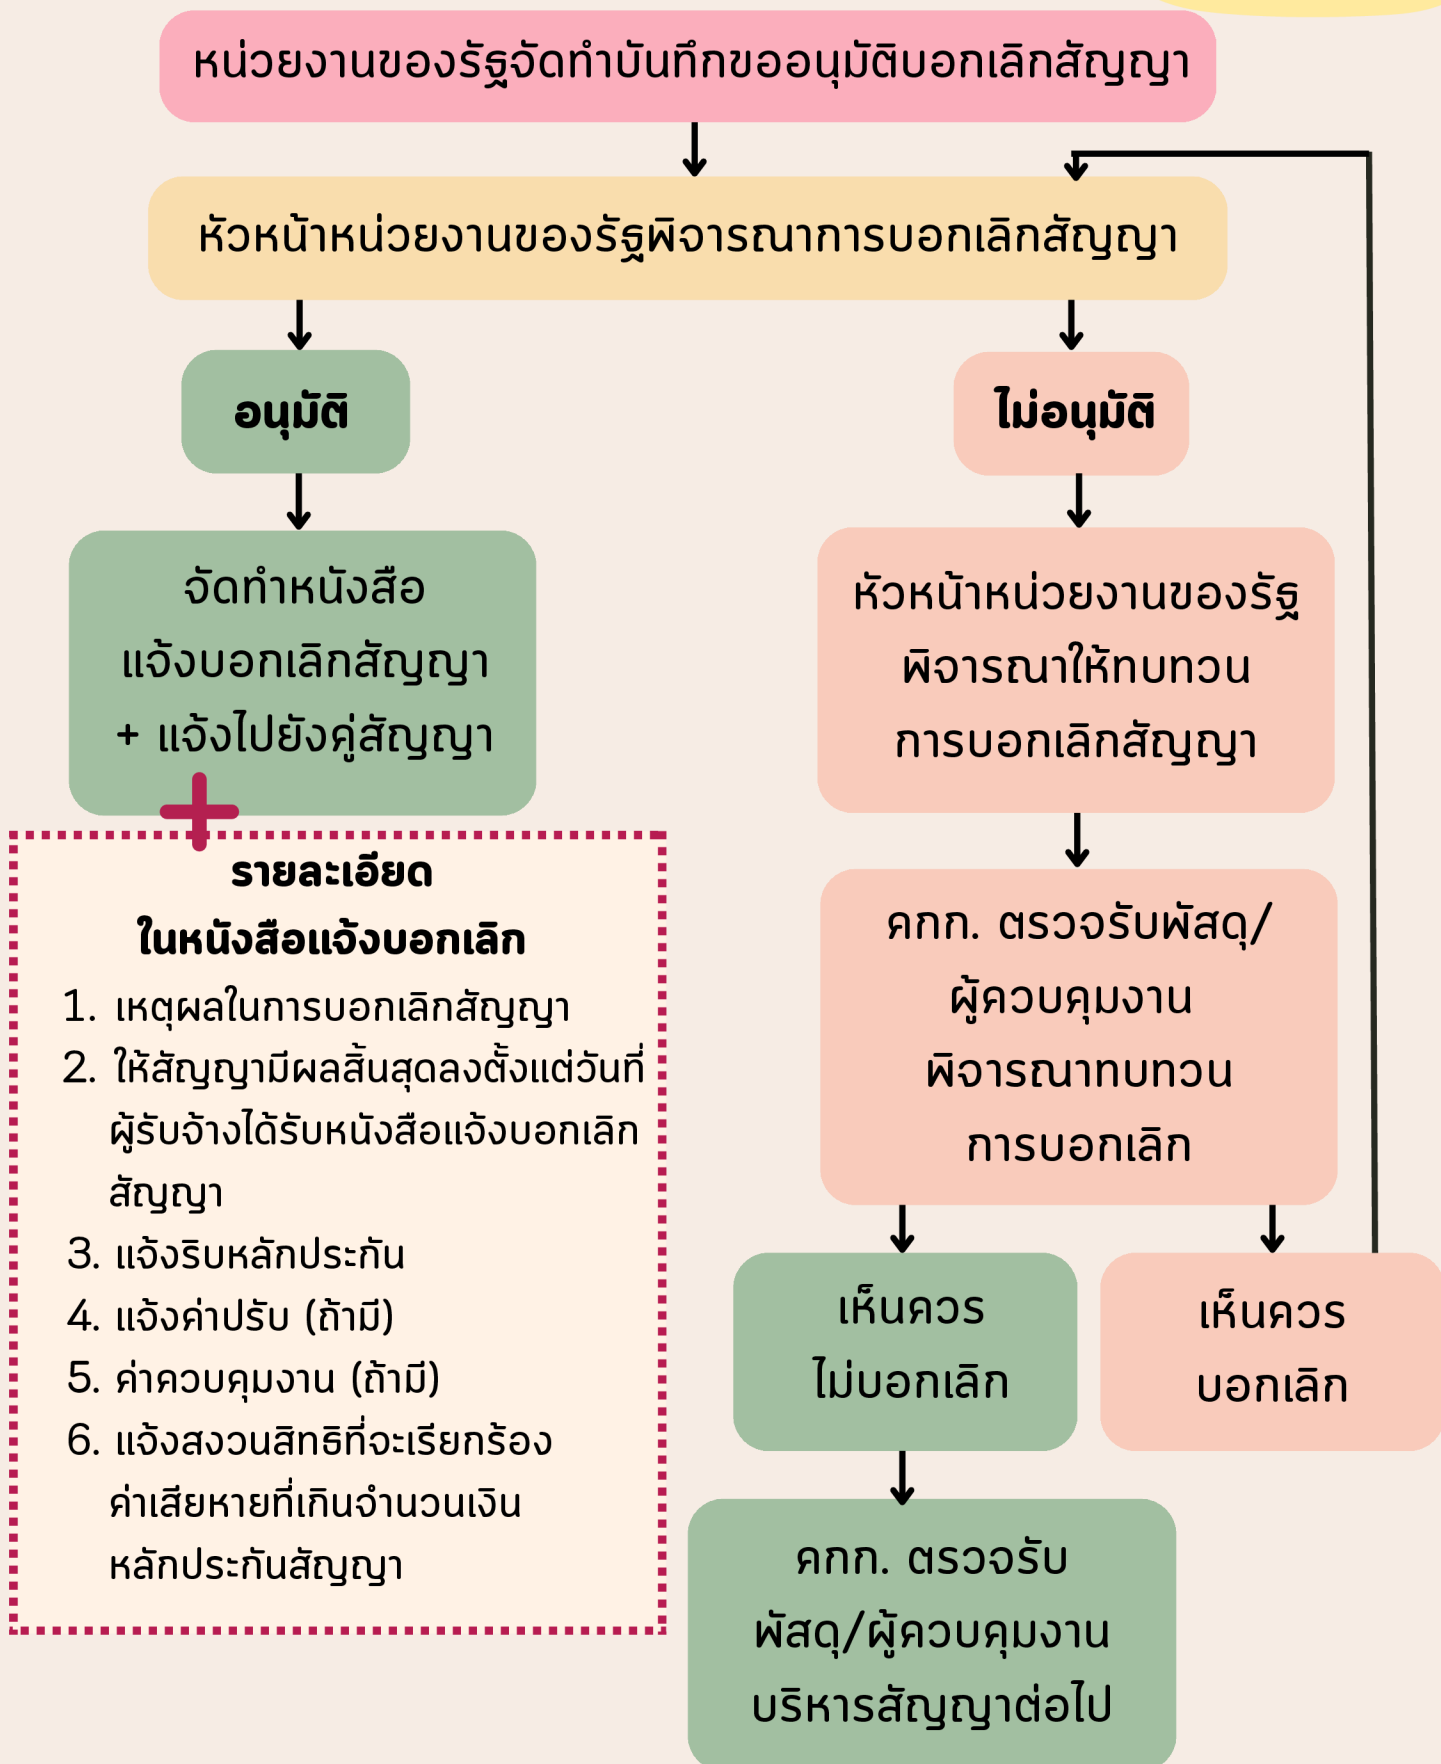 หน่วยงานของรัฐจัดทำบันทึกขออนุมัติบอกเลิกสัญญา
หัวหน้าหน่วยงานของรัฐพิจารณาการบอกเลิกสัญญา
อนุมัติ
ไม่อนุมัติ
จัดทำหนังสือ
แจ้งบอกเลิกสัญญา
+ แจ้งไปยังคู่สัญญา
รายละเอียด
ในหนังสือแจ้งบอกเลิก
1. เหตุผลในการบอกเลิกสัญญา
2. ให้สัญญามีผลสิ้นสุดลงตั้งแต่วันที่
ผู้รับจ้างได้รับหนังสือแจ้งบอกเลิก
สัญญา
3. แจ้งริบหลักประกัน
4. แจ้งค่าปรับ (ถ้ามี)
5. ค่าควบคุมงาน (ถ้ามี)
6. แจ้งสงวนสิทธิที่จะเรียกร้อง
ค่าเสียหายที่เกินจำนวนเงิน
หลักประกันสัญญา
หัวหน้าหน่วยงานของรัฐ
พิจารณาให้ทบทวน
การบอกเลิกสัญญา
คกก. ตรวจรับพัสดุ/
ผู้ควบคุมงาน
พิจารณาทบทวน
การบอกเลิก
เห็นควร
ไม่บอกเลิก
เห็นควร
บอกเลิก
คกก. ตรวจรับ
พัสดุ/ผู้ควบคุมงาน
บริหารสัญญาต่อไป